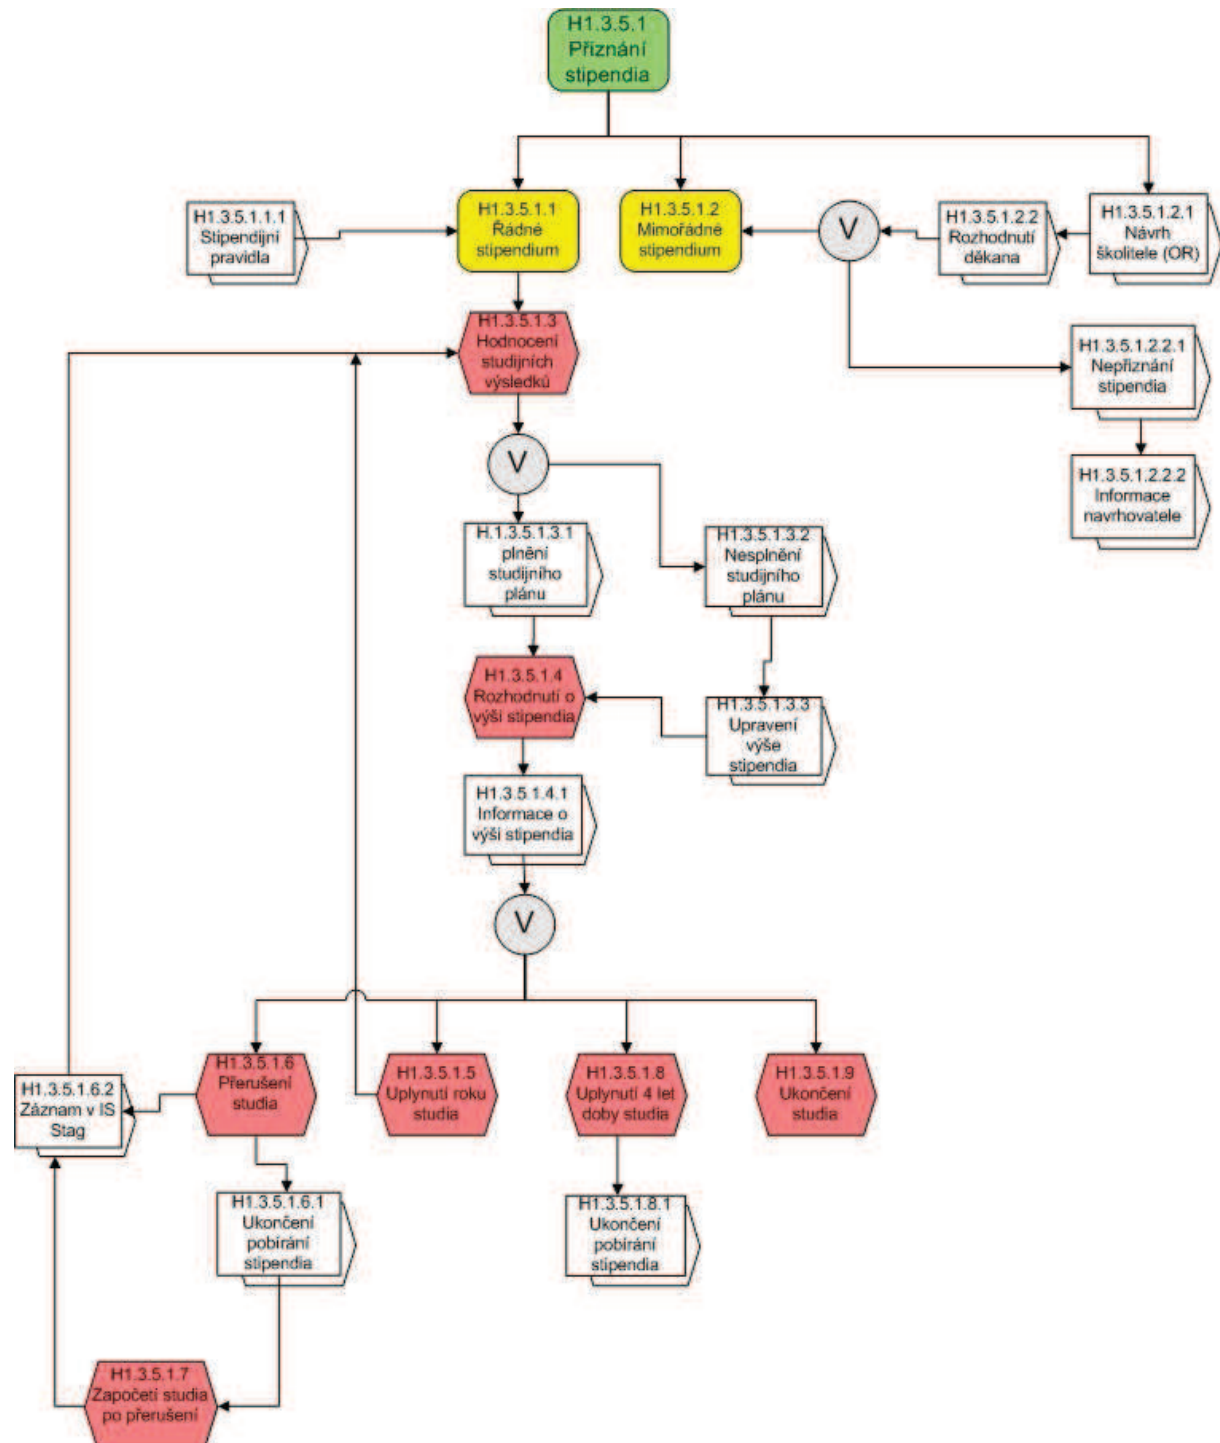 H1.3.5.1
Přiznání
stipendia
H1.3.5.1.1.1
Stipendijní
pravidla
H1.3.5.1.1
Řádné
stipendium
H1.3.5.1.2
Mimořádné
stipendium
V
H1.3.5.1.2.2
Rozhodnutí
děkana
H1.3.5.1.2.1
Návrh
školitele (OR)
H1.3.5.1.3
Hodnocení
studijních
výsledků
H1.3.5.1.2.2.1
Nepřiznání
stipendia
V
H1.3.5.1.2.2.2
Informace
navrhovatele
H.1.3.5.1.3.1
plnění
studijního
plánu
H1.3.5.1.3.2
Nesplnění
studijního
plánu
H1.3.5.1.4
Rozhodnutí o
výši stipendia
H1.3.5.1.3.3
Upravení
výše
stipendia
H1.3.5.1.4.1
Informace o
výši stipendia
V
H1.3.5.1.6.2
Záznam v IS
Stag
H1.3.5.1.6
Přerušení
studia
H1.3.5.1.5
Uplynutí roku
studia
H1.3.5.1.8
Uplynutí 4 let
doby studia
H1.3.5.1.9
Ukončení
studia
H1.3.5.1.6.1
Ukončení
pobírání
stipendia
H1.3.5.1.8.1
Ukončení
pobírání
stipendia
H1.3.5.1.7
Započetí studia
po přerušení